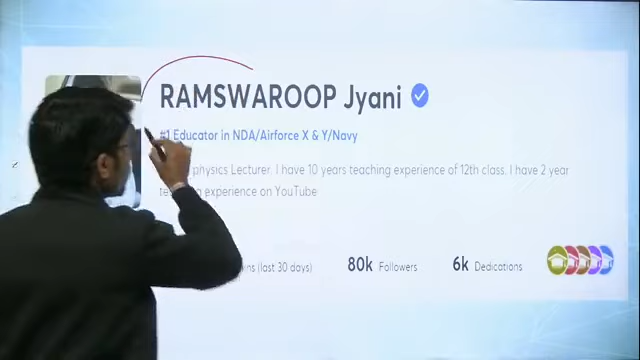 RAMSWAROOP Jyani
#1 Educator in NDA/Airforce X & Y/Navy
physics Lecturer. I have 10 years teaching experience of 12th class. I have 2 year
experience on YouTube
(last 30 days)
80k Followers
6k Dedications